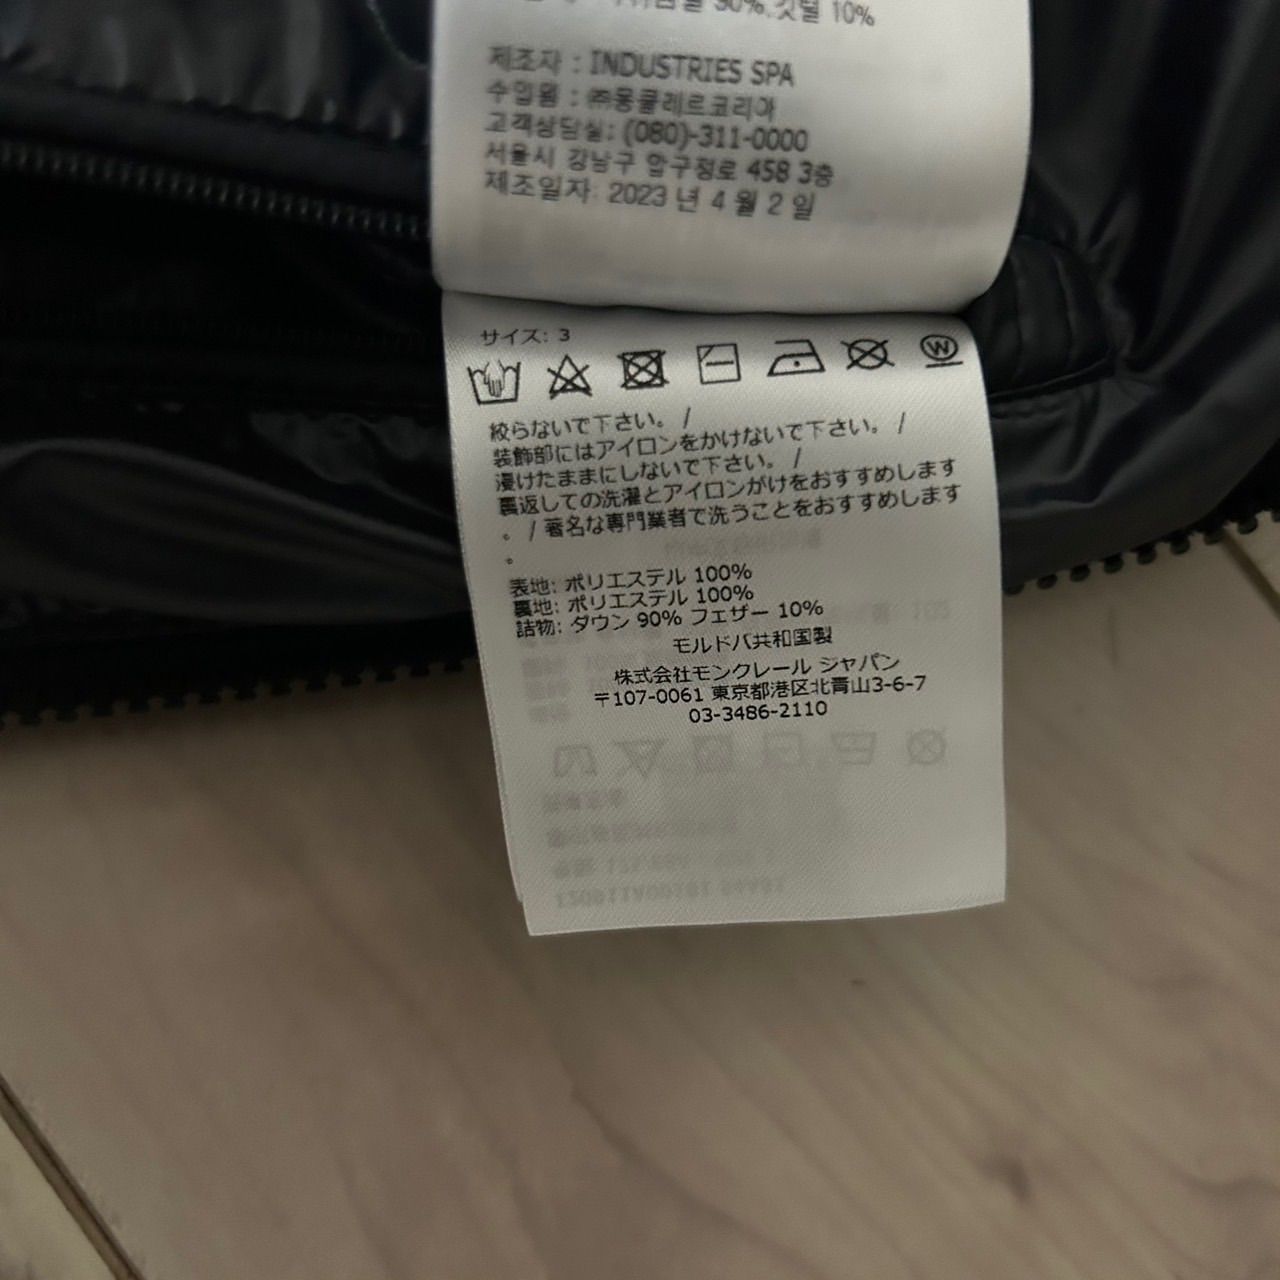 90%, 깃털 10%
제조자 : INDUSTRIES SPA
수입원 : ㈜몽클레르코리아
고객상담실: (080)-311-0000
서울시 강남구 압구정로 458 3층
제조일자: 2023 년 4 월 2 일
サイズ: 3
W
絞らないで下さい。 /
装飾部にはアイロンをかけないで下さい。 /
浸けたままにしないで下さい。 /
裏返しての洗濯とアイロンがけをおすすめします
。 / 著名な専門業者で洗うことをおすすめします
。
表地: ポリエステル 100%
裏地: ポリエステル 100%
詰物: ダウン 90% フェザー 10%
モルドバ共和国製
株式会社モンクレール ジャパン
〒107-0061 東京都港区北青山3-6-7
03-3486-2110